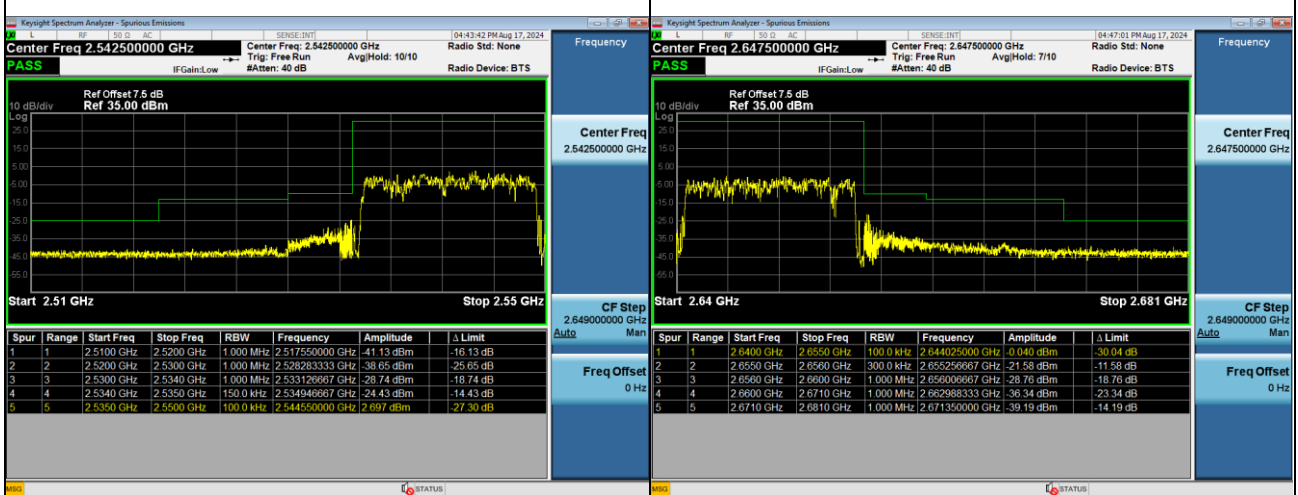 Keysight Spectrum Analyzer - Spurious Emissions
L RF 50 Ω AC SENSE:INT 04:43:42 PM Aug 17, 2024
Center Freq 2.542500000 GHz
Center Freq: 2.542500000 GHz
Radio Std: None
Trig: Free Run Avg|Hold: 10/10
PASS
IFGain:Low
#Atten: 40 dB
Radio Device: BTS
Ref Offset 7.5 dB
10 dB/div Ref 35.00 dBm
Log
25.0
15.0
5.00
-5.00
-15.0
-25.0
-35.0
-45.0
-55.0
Start 2.51 GHz Stop 2.55 GHz
Spur Range Start Freq Stop Freq RBW Frequency Amplitude Δ Limit
1 1 2.5100 GHz 2.5200 GHz 1.000 MHz 2.517550000 GHz -41.13 dBm -16.13 dB
2 2 2.5200 GHz 2.5300 GHz 1.000 MHz 2.528283333 GHz -38.65 dBm -25.65 dB
3 3 2.5300 GHz 2.5340 GHz 1.000 MHz 2.533126667 GHz -28.74 dBm -18.74 dB
4 4 2.5340 GHz 2.5350 GHz 150.0 kHz 2.534946667 GHz -24.43 dBm -14.43 dB
5 5 2.5350 GHz 2.5500 GHz 100.0 kHz 2.544550000 GHz 2.697 dBm -27.30 dB
Frequency
Center Freq
2.542500000 GHz
CF Step
2.649000000 GHz
Auto Man
Freq Offset
0 Hz
MSG STATUS
Keysight Spectrum Analyzer - Spurious Emissions
L RF 50 Ω AC SENSE:INT 04:47:01 PM Aug 17, 2024
Center Freq 2.647500000 GHz
Center Freq: 2.647500000 GHz
Radio Std: None
Trig: Free Run Avg|Hold: 7/10
PASS
IFGain:Low
#Atten: 40 dB
Radio Device: BTS
Ref Offset 7.5 dB
10 dB/div Ref 35.00 dBm
Log
25.0
15.0
5.00
-5.00
-15.0
-25.0
-35.0
-45.0
-55.0
Start 2.64 GHz Stop 2.681 GHz
Spur Range Start Freq Stop Freq RBW Frequency Amplitude Δ Limit
1 1 2.6400 GHz 2.6550 GHz 100.0 kHz 2.644025000 GHz -0.040 dBm -30.04 dB
2 2 2.6550 GHz 2.6560 GHz 300.0 kHz 2.655256667 GHz -21.58 dBm -11.58 dB
3 3 2.6560 GHz 2.6600 GHz 1.000 MHz 2.656006667 GHz -28.76 dBm -18.76 dB
4 4 2.6600 GHz 2.6710 GHz 1.000 MHz 2.662988333 GHz -36.34 dBm -23.34 dB
5 5 2.6710 GHz 2.6810 GHz 1.000 MHz 2.671350000 GHz -39.19 dBm -14.19 dB
Frequency
Center Freq
2.647500000 GHz
CF Step
2.649000000 GHz
Auto Man
Freq Offset
0 Hz
MSG STATUS